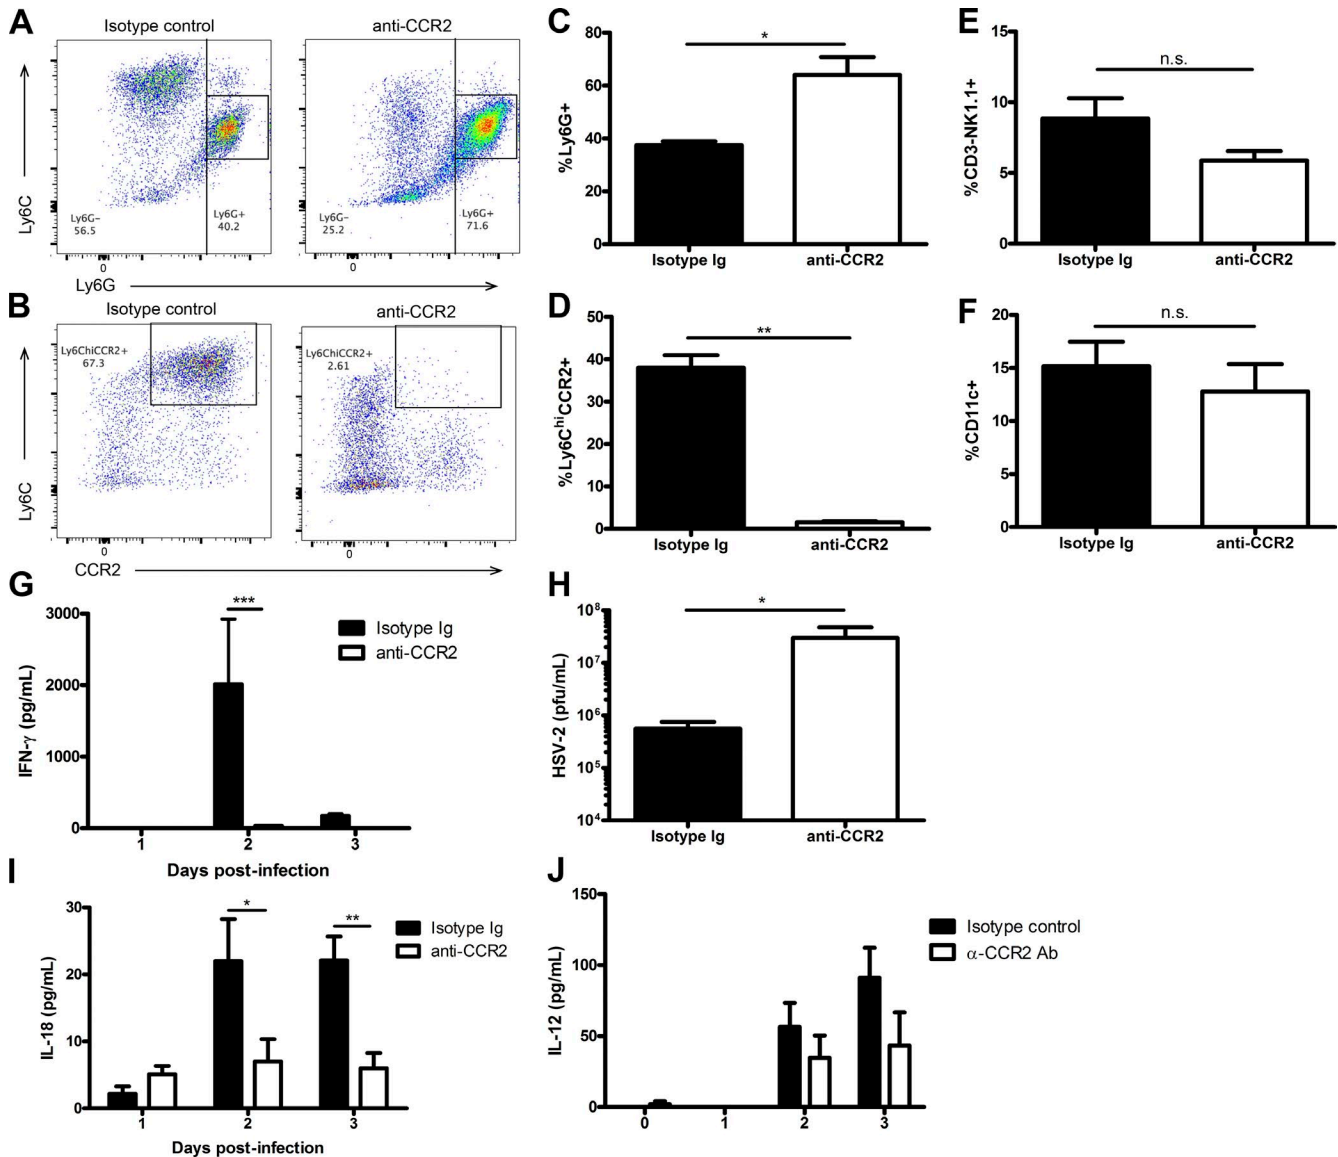 A
Isotype control
anti-CCR2
Ly6C
Ly6G-
56.5
Ly6G+
40.2
0
Ly6G-
25.2
Ly6G+
71.6
0
Ly6G
B
Isotype control
anti-CCR2
Ly6C
Ly6ChiCCR2+
67.3
0
Ly6ChiCCR2+
2.61
0
CCR2
C
*
%Ly6G+
80
60
40
20
0
Isotype Ig
anti-CCR2
D
**
%Ly6C^hiCCR2+
50
40
30
20
10
0
Isotype Ig
anti-CCR2
E
n.s.
%CD3-NK1.1+
15
10
5
0
Isotype Ig
anti-CCR2
F
n.s.
%CD11c+
20
15
10
5
0
Isotype Ig
anti-CCR2
G
***
IFN-γ (pg/mL)
3000
2000
1000
0
1
2
3
Days post-infection
Isotype Ig
anti-CCR2
H
*
HSV-2 (pfu/mL)
10^8
10^7
10^6
10^5
10^4
Isotype Ig
anti-CCR2
I
*
**
IL-18 (pg/mL)
30
20
10
0
1
2
3
Days post-infection
Isotype Ig
anti-CCR2
J
IL-12 (pg/mL)
150
100
50
0
0
1
2
3
Isotype control
α-CCR2 Ab